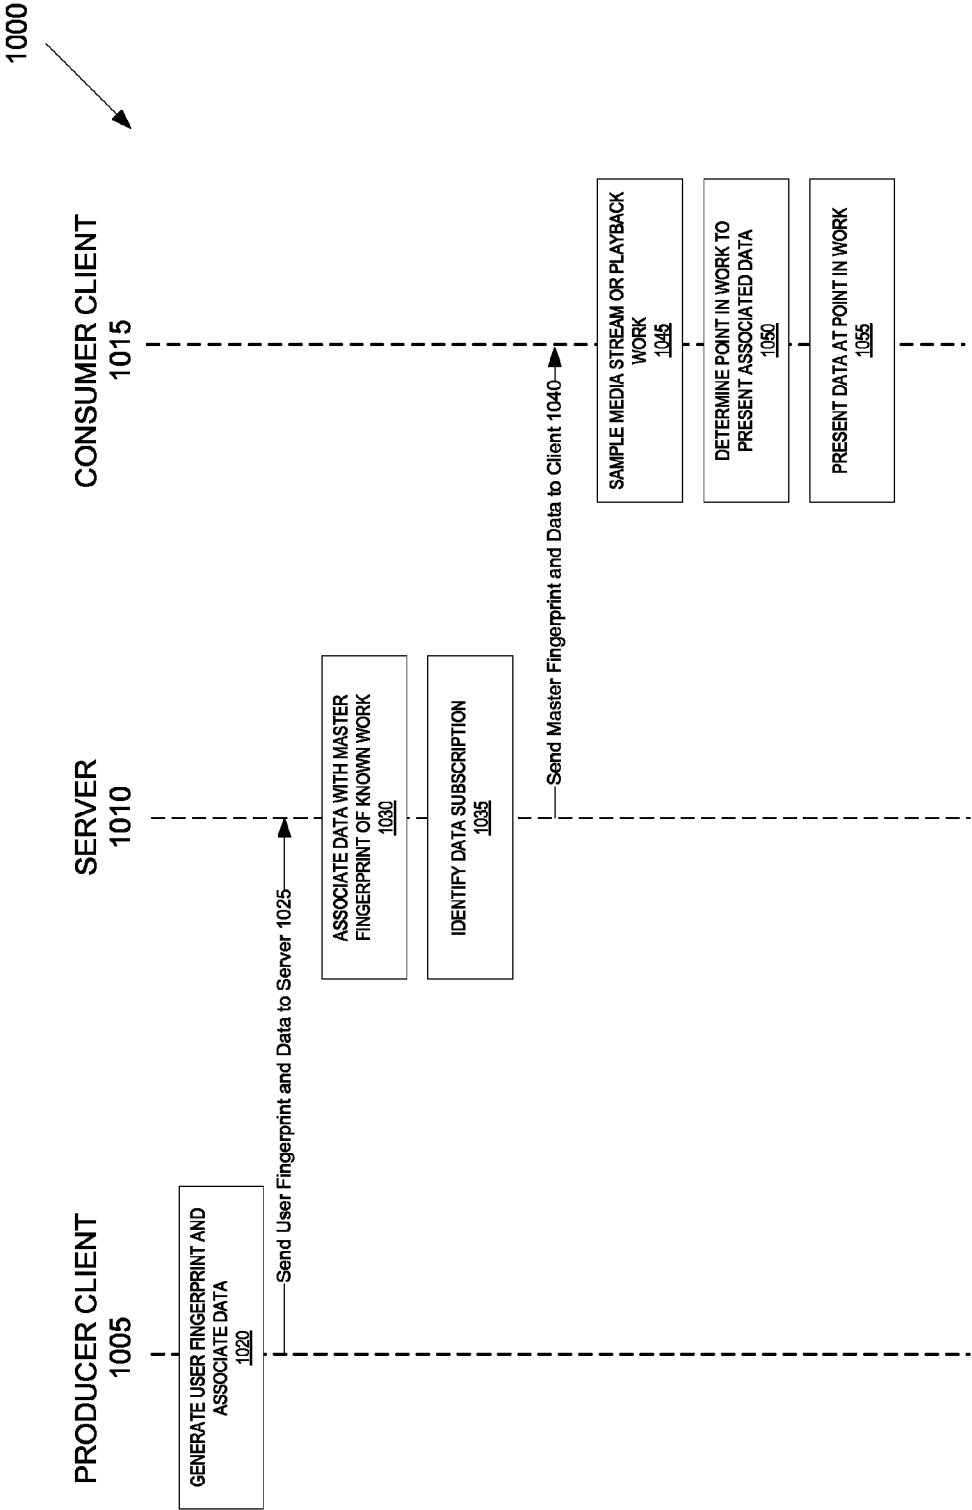 1000
PRODUCER CLIENT
1005
SERVER
1010
CONSUMER CLIENT
1015
GENERATE USER FINGERPRINT AND
ASSOCIATE DATA
1020
Send User Fingerprint and Data to Server 1025
ASSOCIATE DATA WITH MASTER
FINGERPRINT OF KNOWN WORK
1030
IDENTIFY DATA SUBSCRIPTION
1035
Send Master Fingerprint and Data to Client 1040
SAMPLE MEDIA STREAM OR PLAYBACK
WORK
1045
DETERMINE POINT IN WORK TO
PRESENT ASSOCIATED DATA
1050
PRESENT DATA AT POINT IN WORK
1055